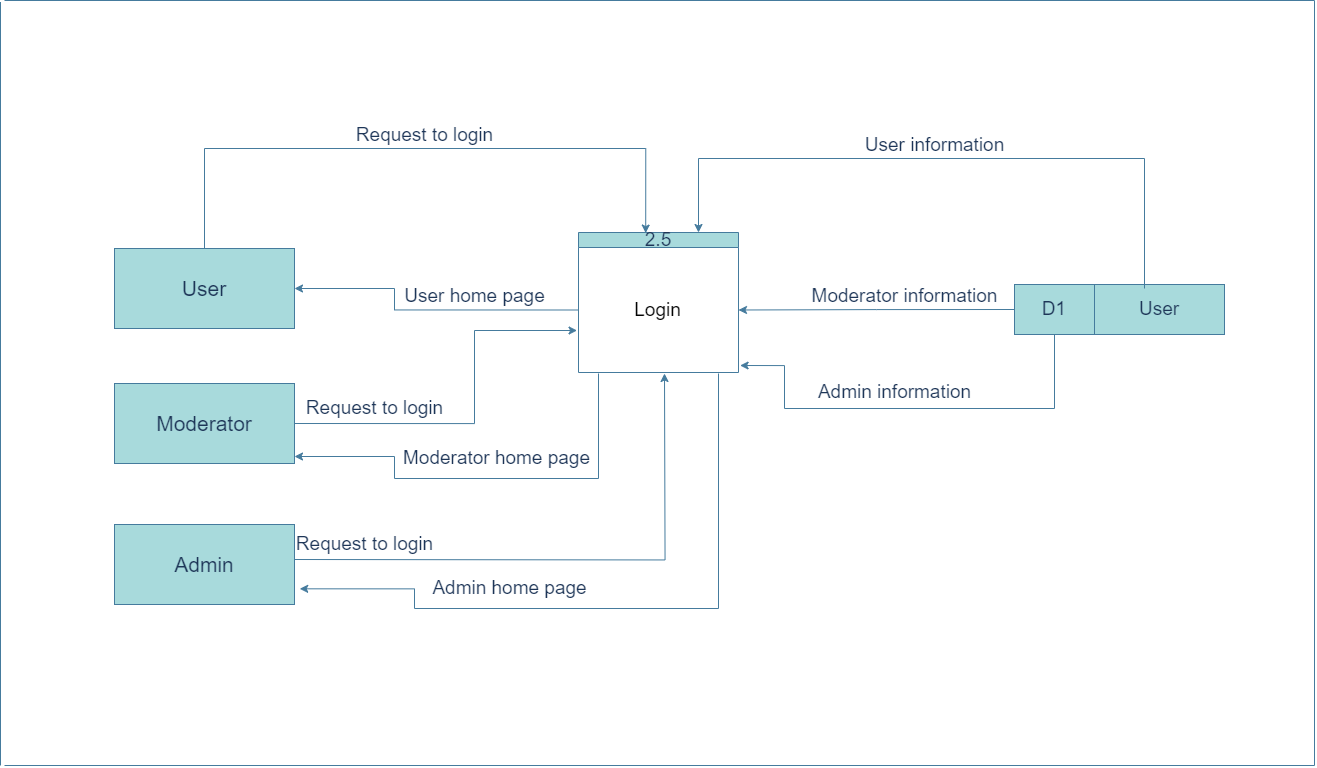 Request to login
User information
2.5
User
User home page
Login
Moderator information
D1
User
Request to login
Moderator
Admin information
Moderator home page
Request to login
Admin
Admin home page